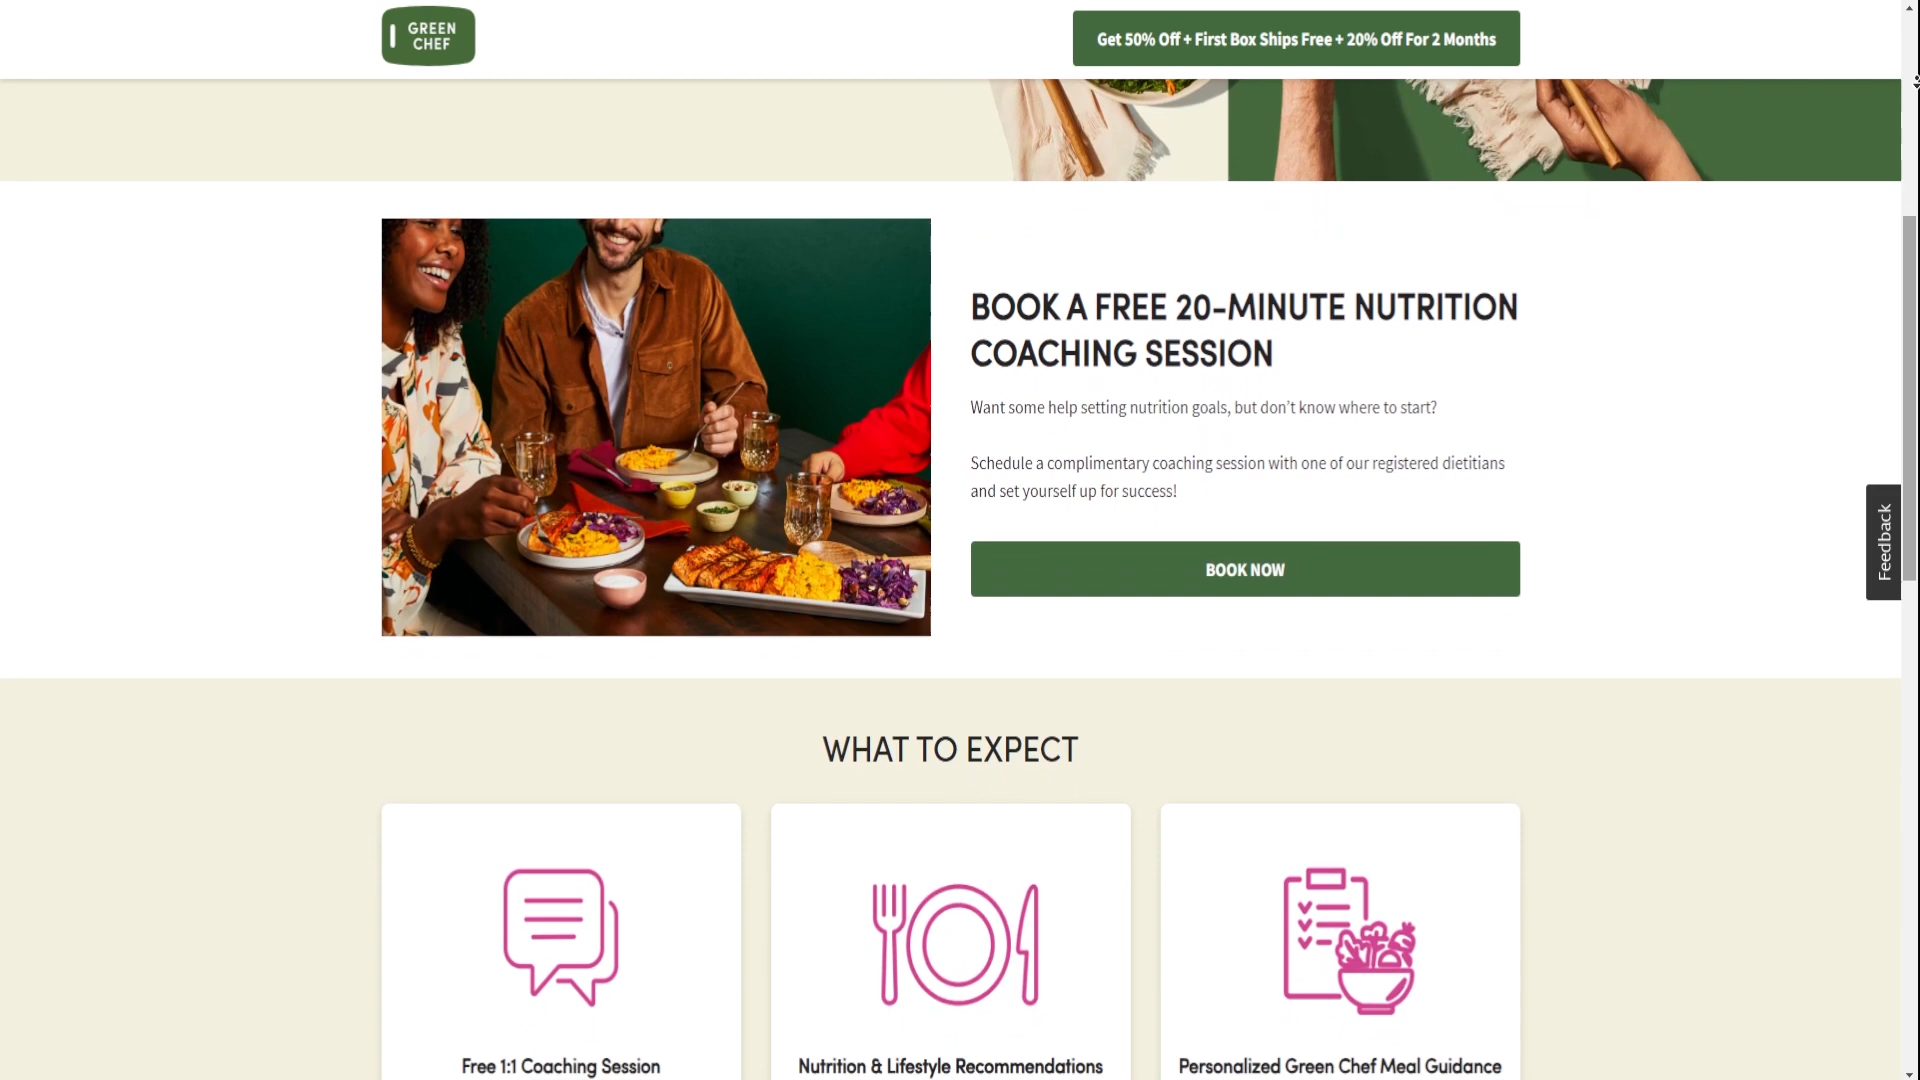 GREEN
CHEF
Get 50% Off + First Box Ships Free + 20% Off For 2 Months
BOOK A FREE 20-MINUTE NUTRITION
COACHING SESSION
Want some help setting nutrition goals, but don't know where to start?
Schedule a complimentary coaching session with one of our registered dietitians
and set yourself up for success!
BOOK NOW
Feedback
WHAT TO EXPECT
Free 1:1 Coaching Session
Nutrition & Lifestyle Recommendations
Personalized Green Chef Meal Guidance